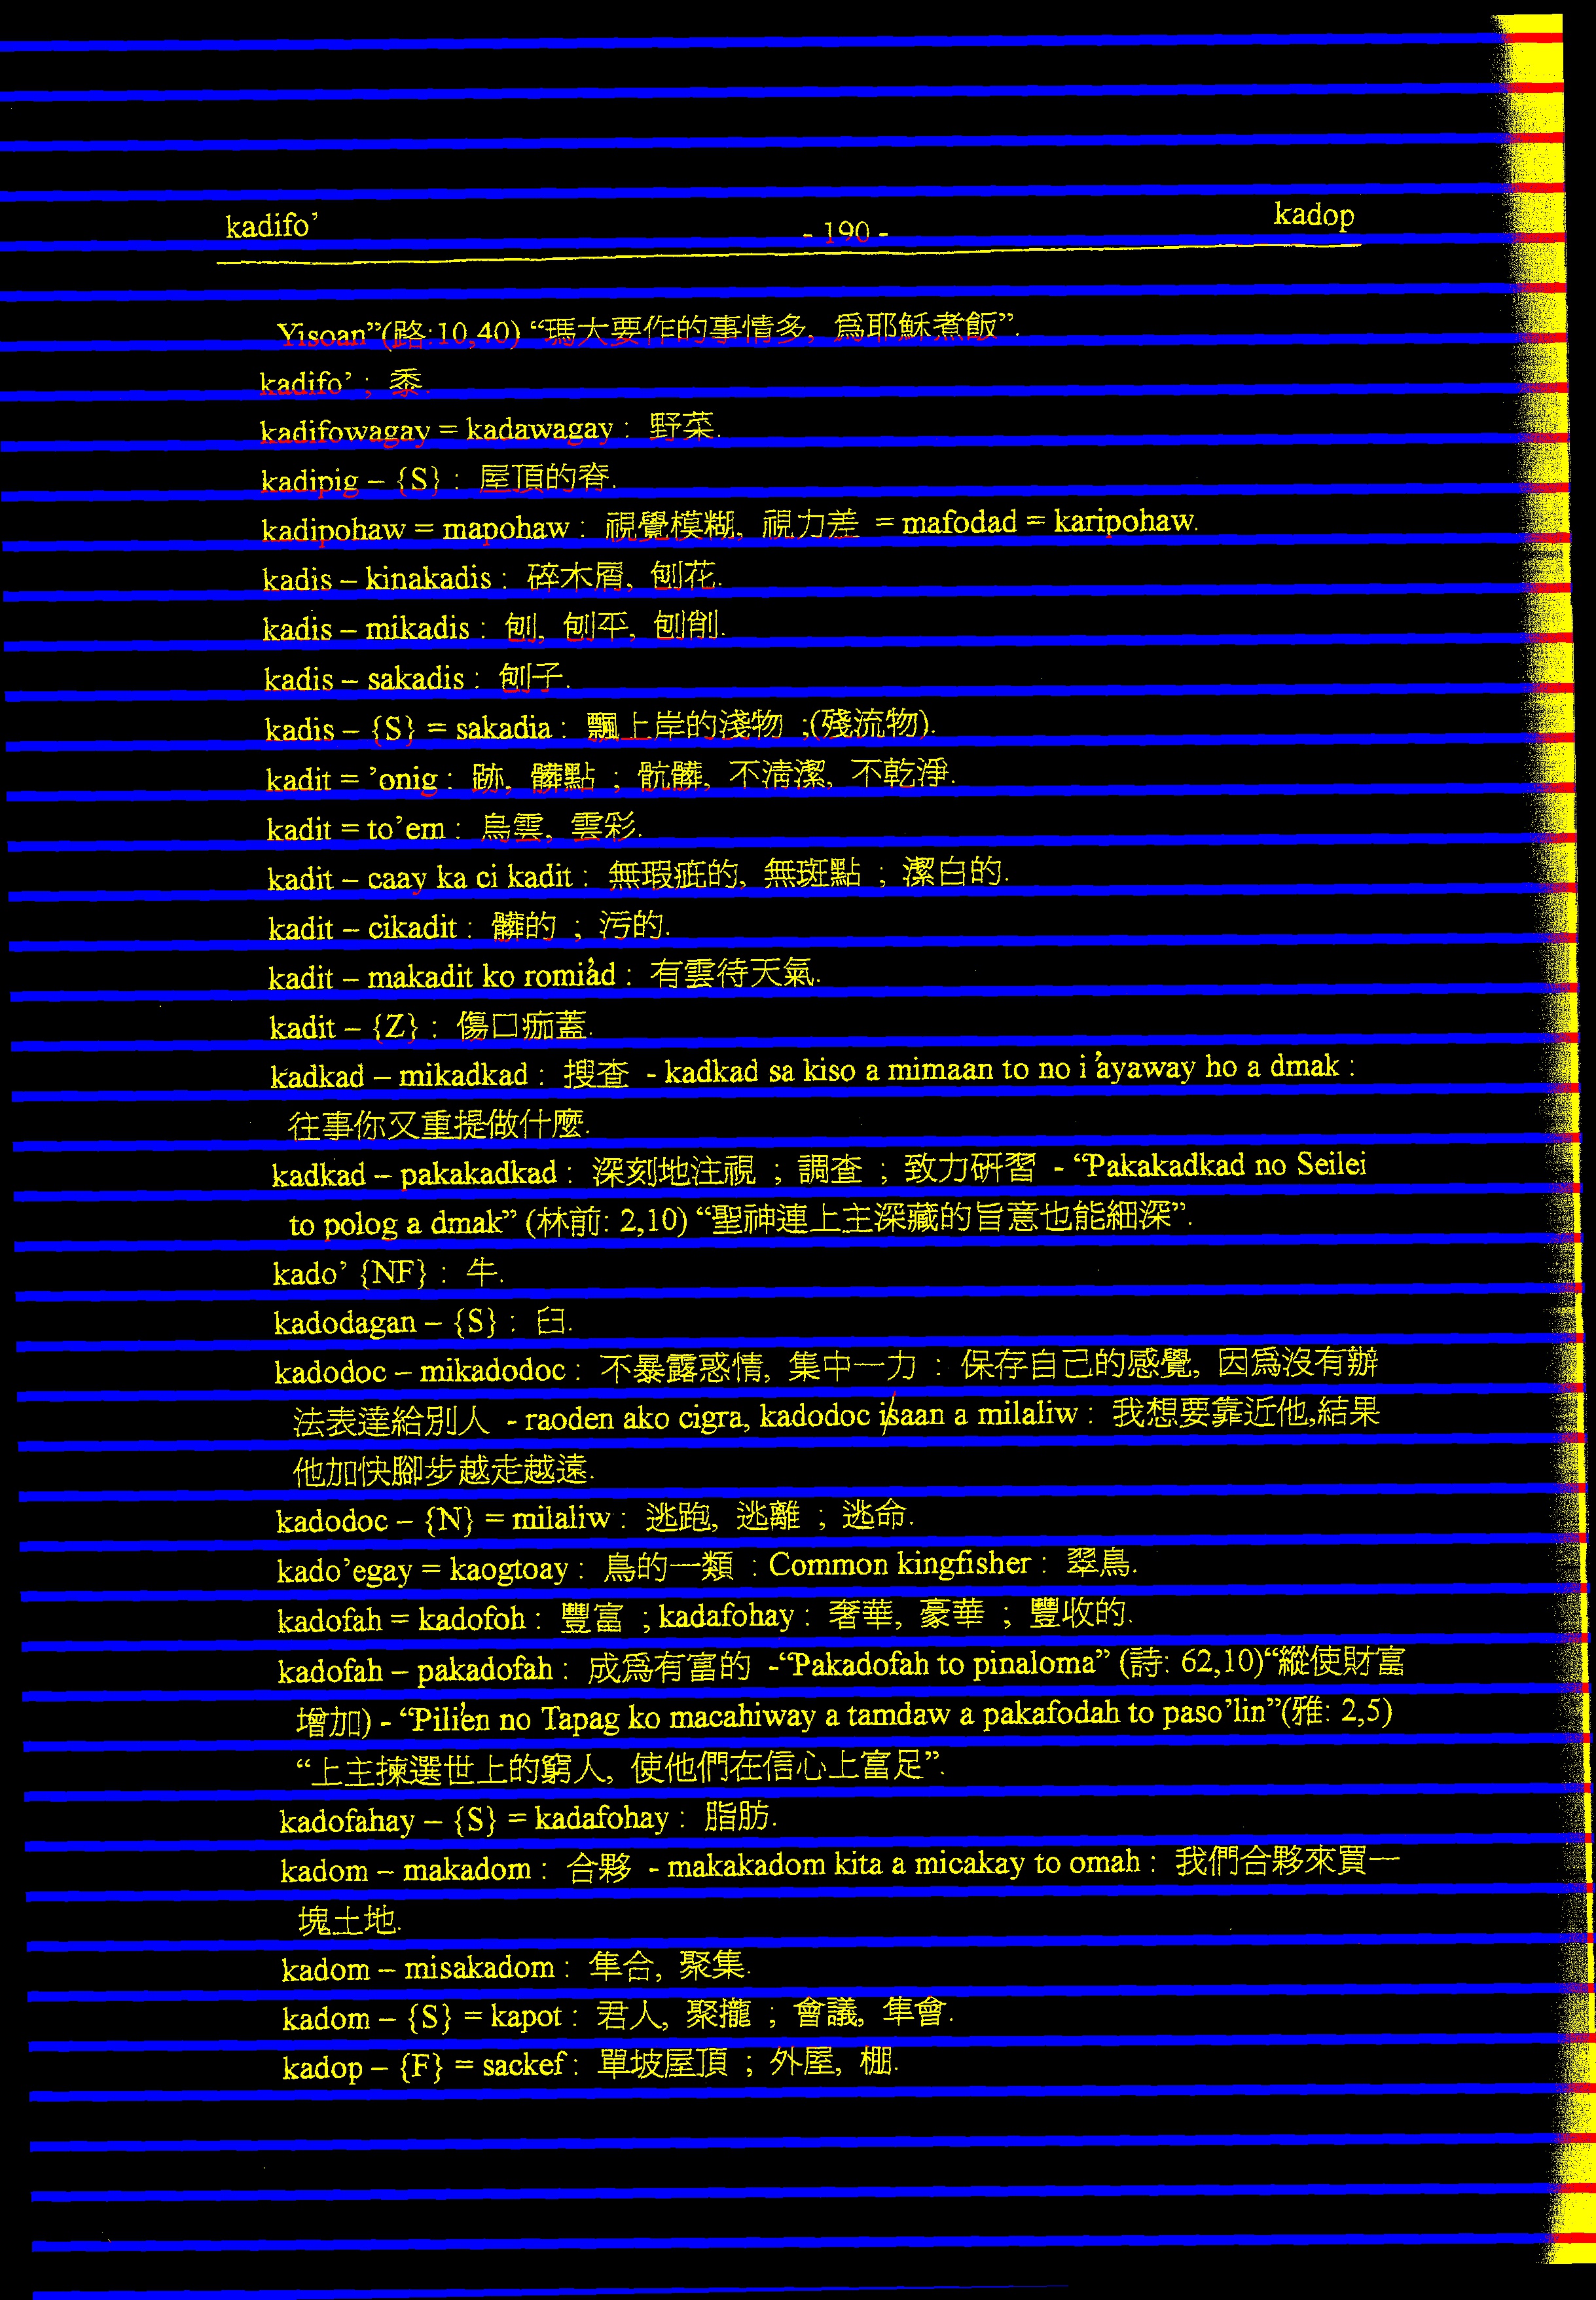 kadifo’ - 190 - kadop
Yisoan”(路:10,40) “瑪大要作的事情多, 爲耶穌煮飯”.
kadifo’ ; 黍.
kadifowagay = kadawagay : 野菜.
kadipig – {S} : 屋頂的脊.
kadipohaw = mapohaw : 視覺模糊, 視力差 = mafodad = karipohaw.
kadis – kinakadis : 碎木屑, 刨花.
kadis – mikadis : 刨, 刨平, 刨削.
kadis – sakadis : 刨子.
kadis – {S} = sakadia : 飄上岸的淺物 ;(殘流物).
kadit = ’onig : 跡, 髒點 ; 骯髒, 不清潔, 不乾淨.
kadit = to’em : 烏雲, 雲彩.
kadit – caay ka ci kadit : 無瑕疵的, 無斑點 ; 潔白的.
kadit – cikadit : 髒的 ; 污的.
kadit – makadit ko romi’ad : 有雲待天氣.
kadit – {Z} : 傷口痂蓋.
kadkad – mikadkad : 搜查 - kadkad sa kiso a mimaan to no i ’ayaway ho a dmak :
往事你又重提做什麼.
kadkad – pakakadkad : 深刻地注視 ; 調查 ; 致力研習 - “Pakakadkad no Seilei
to polog a dmak” (林前: 2,10) “聖神連上主深藏的旨意也能細深”.
kado’ {NF} : 牛.
kadodagan – {S} : 臼.
kadodoc – mikadodoc : 不暴露惑情, 集中一力 : 保存自己的感覺, 因爲沒有辦
法表達給別人 - raoden ako cigra, kadodoc isaan a milaliw : 我想要靠近他,結果
他加快腳步越走越遠.
kadodoc – {N} = milaliw : 逃跑, 逃離 ; 逃命.
kado’egay = kaogtoay : 鳥的一類 : Common kingfisher : 翠鳥.
kadofah = kadofoh : 豐富 ; kadafohay : 奢華, 豪華 ; 豐收的.
kadofah – pakadofah : 成爲有富的 -“Pakadofah to pinaloma” (詩: 62,10)“縱使財富
增加) - “Pili’en no Tapag ko macahiway a tamdaw a pakafodah to paso’lin”(雅: 2,5)
“上主揀選世上的窮人, 使他們在信心上富足”.
kadofahay – {S} = kadafohay : 脂肪.
kadom – makadom : 合夥 - makakadom kita a micakay to omah : 我們合夥來買一
塊土地.
kadom – misakadom : 隼合, 聚集.
kadom – {S} = kapot : 君人, 聚攏 ; 會議, 隼會.
kadop – {F} = sackef : 單坡屋頂 ; 外屋, 棚.